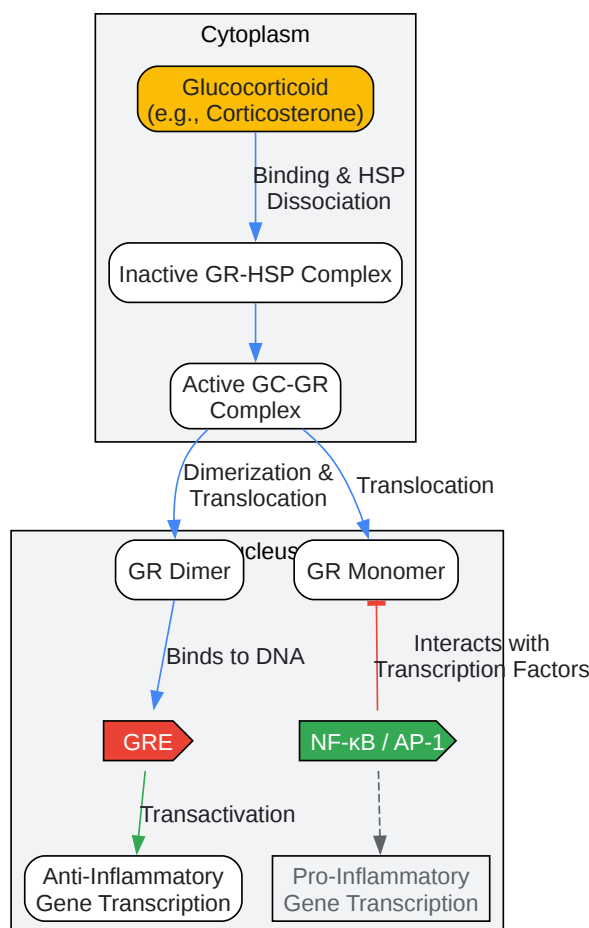 Cytoplasm
Glucocorticoid
(e.g., Corticosterone)
Binding & HSP
Dissociation
Inactive GR-HSP Complex
Active GC-GR
Complex
Dimerization &
Translocation
Translocation
ucleus
GR Dimer
GR Monomer
Binds to DNA
Interacts with
Transcription Factors
GRE
NF-κB / AP-1
Transactivation
Anti-Inflammatory
Gene Transcription
Pro-Inflammatory
Gene Transcription